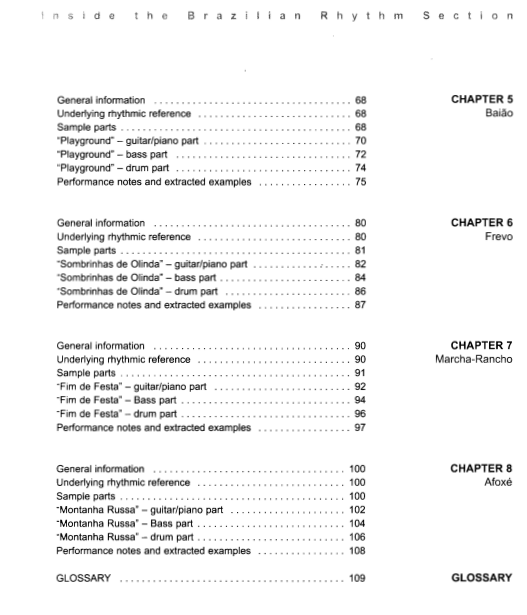 Inside the Brazilian Rhythm Section
General information ... 68 CHAPTER 5
Underlying rhythmic reference ... 68 Baião
Sample parts ... 68
"Playground" – guitar/piano part ... 70
"Playground" – bass part ... 72
"Playground" – drum part ... 74
Performance notes and extracted examples ... 75
General information ... 80 CHAPTER 6
Underlying rhythmic reference ... 80 Frevo
Sample parts ... 81
"Sombrinhas de Olinda" – guitar/piano part ... 82
"Sombrinhas de Olinda" – bass part ... 84
"Sombrinhas de Olinda" – drum part ... 86
Performance notes and extracted examples ... 87
General information ... 90 CHAPTER 7
Underlying rhythmic reference ... 90 Marcha-Rancho
Sample parts ... 91
"Fim de Festa" – guitar/piano part ... 92
"Fim de Festa" – Bass part ... 94
"Fim de Festa" – drum part ... 96
Performance notes and extracted examples ... 97
General information ... 100 CHAPTER 8
Underlying rhythmic reference ... 100 Afoxé
Sample parts ... 100
"Montanha Russa" – guitar/piano part ... 102
"Montanha Russa" – Bass part ... 104
"Montanha Russa" – drum part ... 106
Performance notes and extracted examples ... 108
GLOSSARY ... 109 GLOSSARY